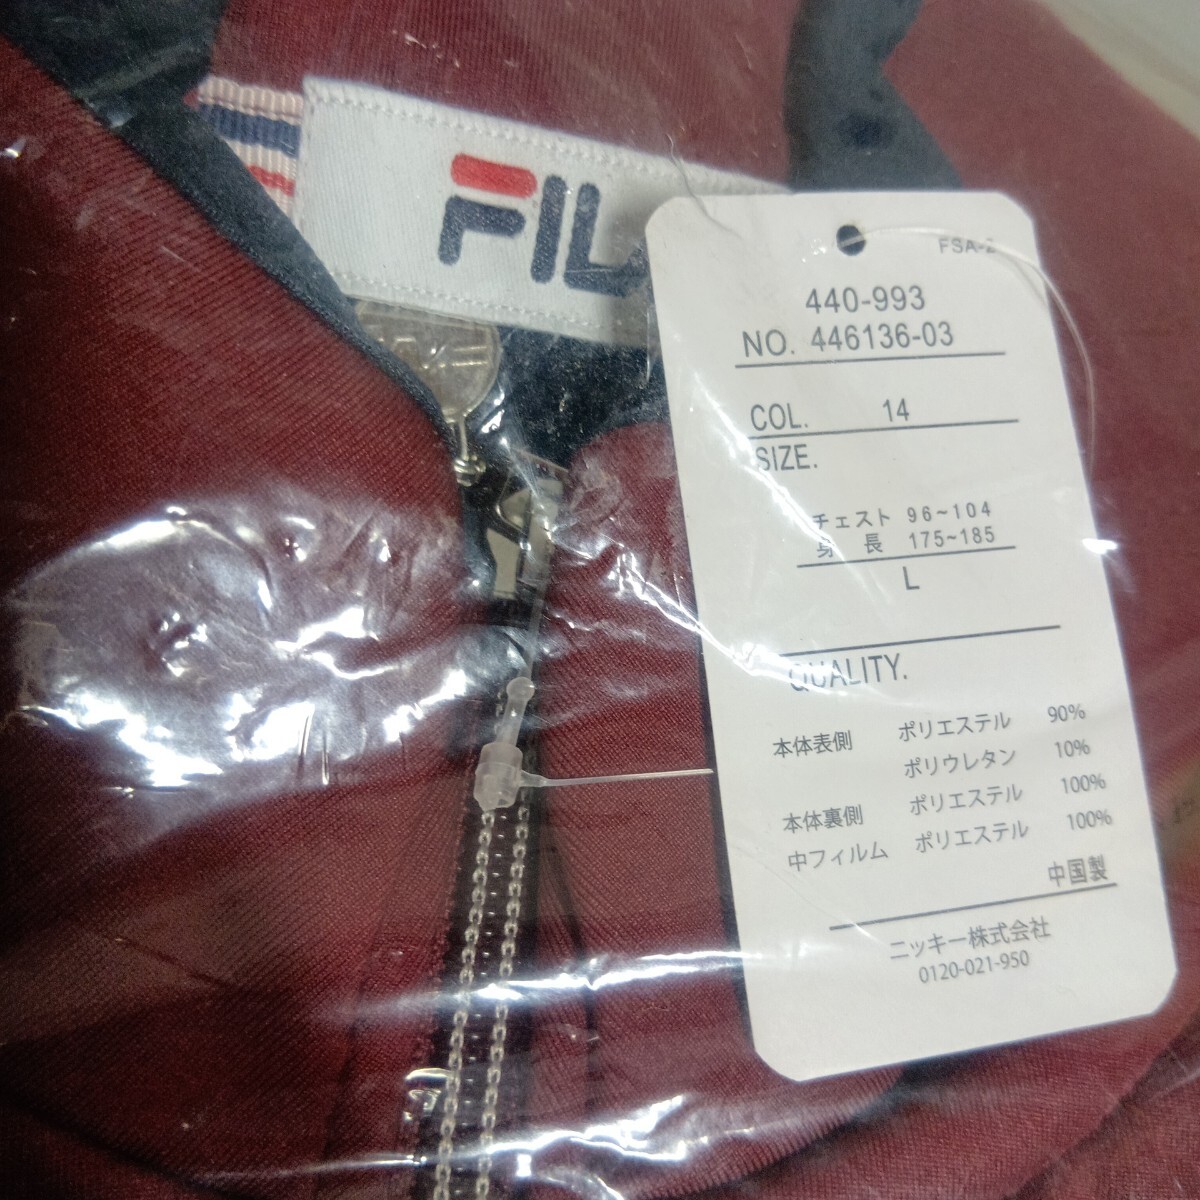 FILA
440-993
NO. 446136-03
COL. 14
SIZE.
チェスト 96~104
身長 175~185
L
QUALITY.
本体表側 ポリエステル 90%
ポリウレタン 10%
本体裏側 ポリエステル 100%
中フィルム ポリエステル 100%
中国製
ニッキー株式会社
0120-021-950